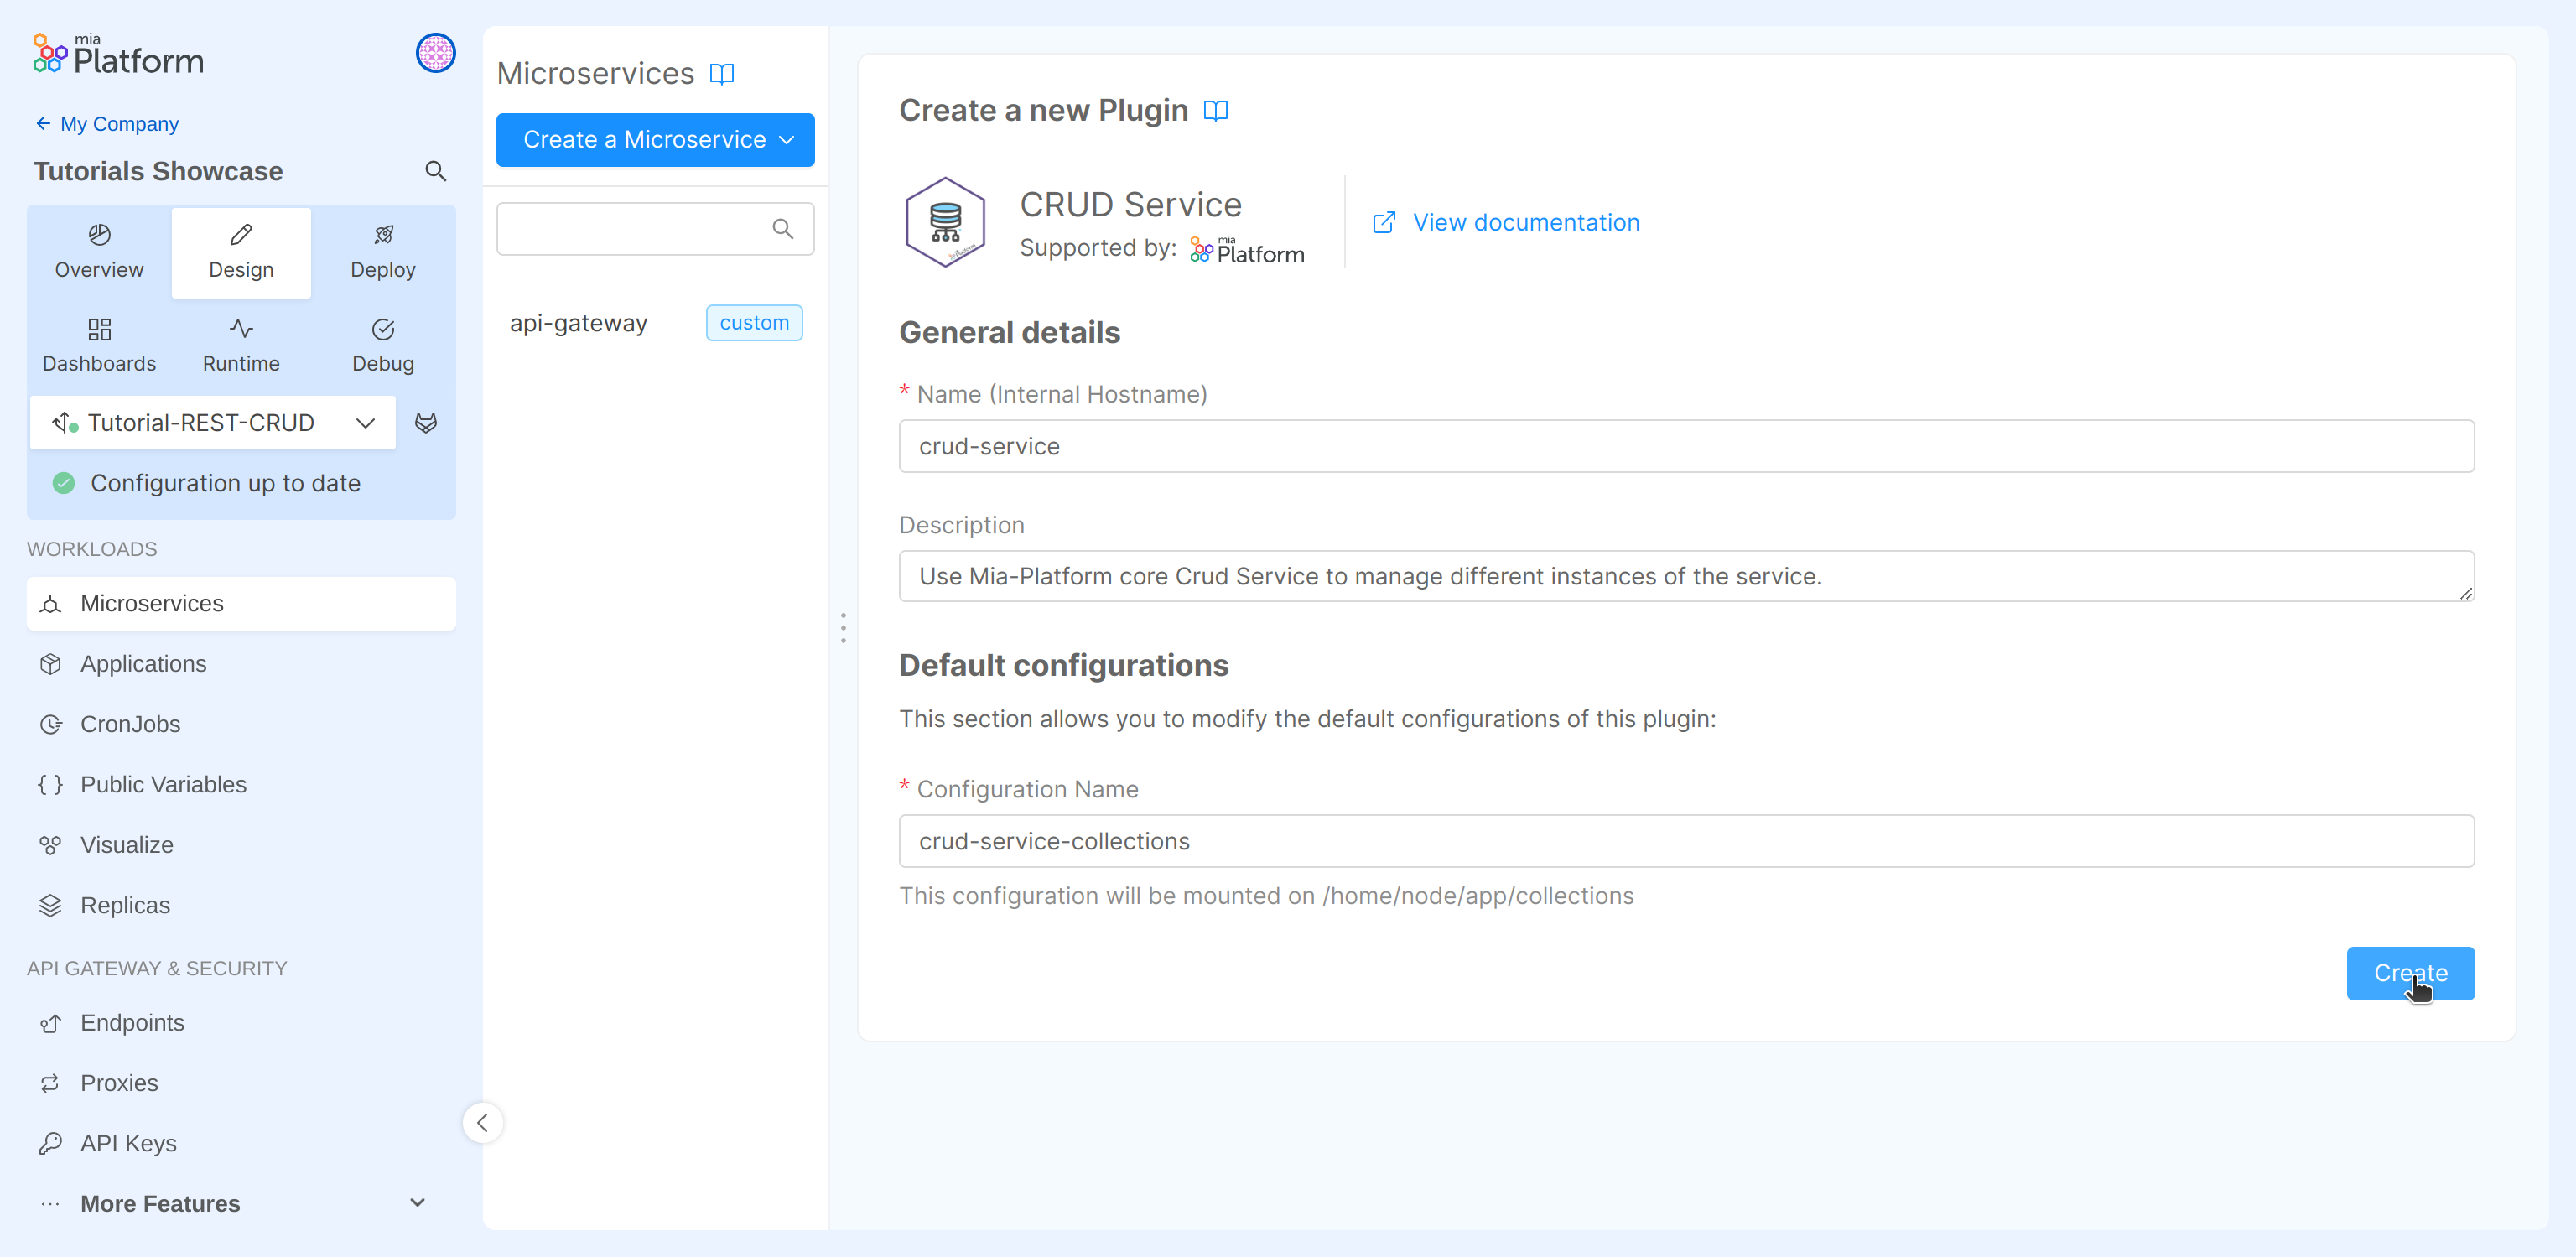 mia
Platform
My Company
Tutorials Showcase
Overview
Design
Deploy
Dashboards
Runtime
Debug
Tutorial-REST-CRUD
Configuration up to date
WORKLOADS
Microservices
Applications
CronJobs
Public Variables
Visualize
Replicas
API GATEWAY & SECURITY
Endpoints
Proxies
API Keys
More Features
Microservices
Create a Microservice
api-gateway
custom
Create a new Plugin
CRUD Service
Supported by: mia Platform
View documentation
General details
* Name (Internal Hostname)
crud-service
Description
Use Mia-Platform core Crud Service to manage different instances of the service.
Default configurations
This section allows you to modify the default configurations of this plugin:
* Configuration Name
crud-service-collections
This configuration will be mounted on /home/node/app/collections
Create